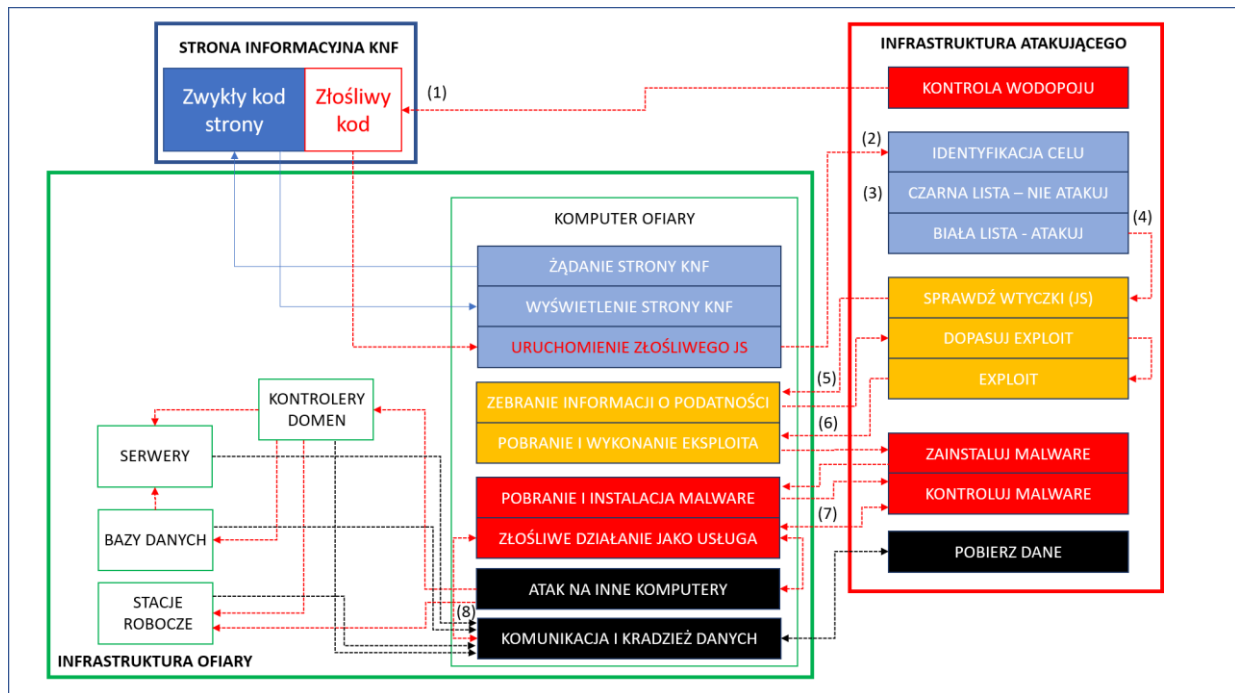 STRONA INFORMACYJNA KNF
Zwykły kod
strony
Złośliwy
kod
(1)
INFRASTRUKTURA ATAKUJĄCEGO
KONTROLA WODOPOJU
(2)
IDENTYFIKACJA CELU
(3)
CZARNA LISTA – NIE ATAKUJ
(4)
BIAŁA LISTA - ATAKUJ
KOMPUTER OFIARY
ŻĄDANIE STRONY KNF
WYŚWIETLENIE STRONY KNF
URUCHOMIENIE ZŁOŚLIWEGO JS
SPRAWDŹ WTYCZKI (JS)
DOPASUJ EXPLOIT
EXPLOIT
(5)
ZEBRANIE INFORMACJI O PODATNOŚCI
(6)
POBRANIE I WYKONANIE EKSPLOITA
KONTROLERY
DOMEN
SERWERY
BAZY DANYCH
STACJE
ROBOCZE
ZAINSTALUJ MALWARE
KONTROLUJ MALWARE
POBRANIE I INSTALACJA MALWARE
(7)
ZŁOŚLIWE DZIAŁANIE JAKO USŁUGA
POBIERZ DANE
ATAK NA INNE KOMPUTERY
(8)
KOMUNIKACJA I KRADZIEŻ DANYCH
INFRASTRUKTURA OFIARY